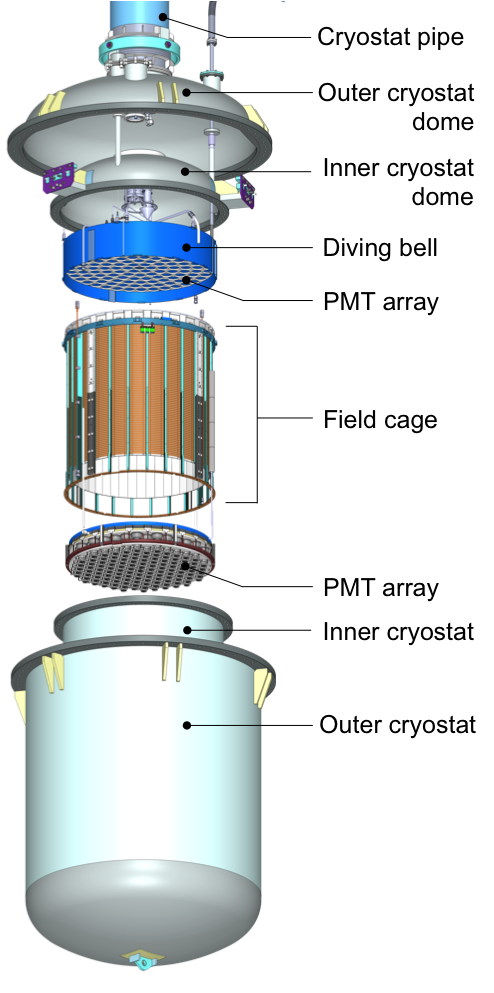 Cryostat pipe
Outer cryostat
dome
Inner cryostat
dome
Diving bell
PMT array
Field cage
PMT array
Inner cryostat
Outer cryostat